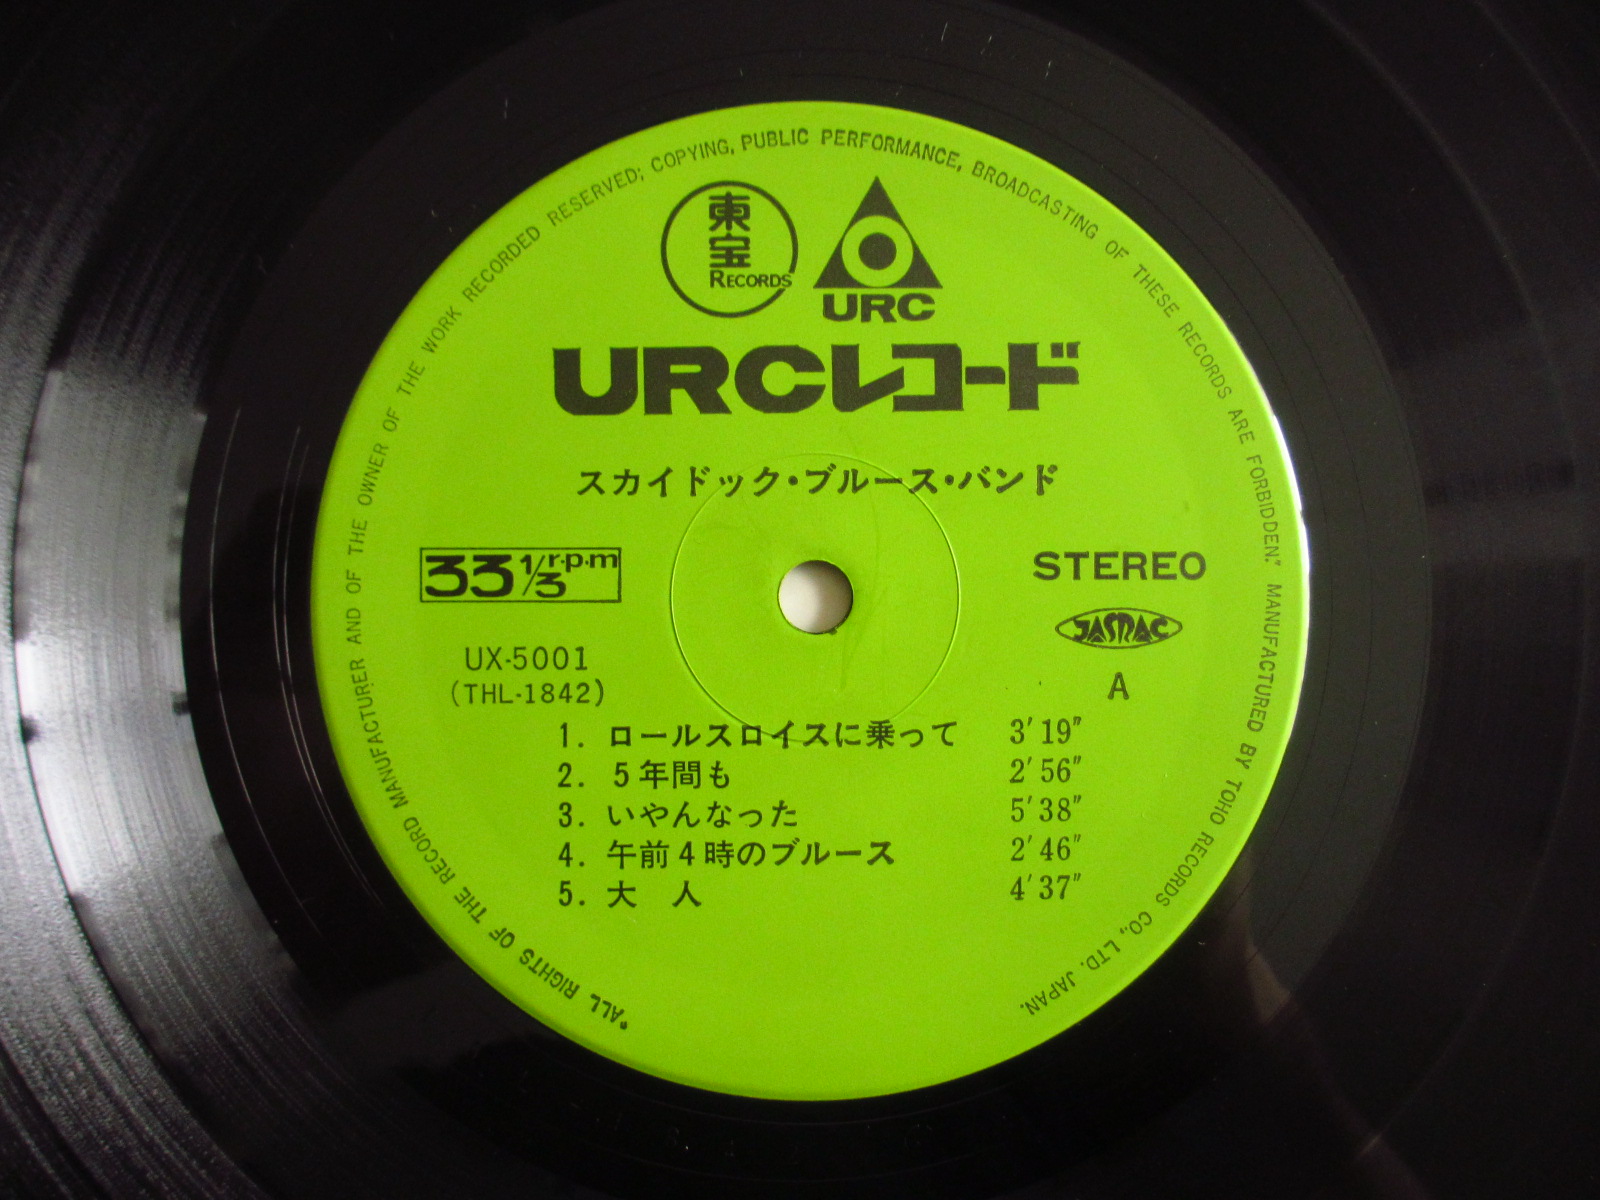 "ALL RIGHTS OF THE RECORD MANUFACTURER AND OF THE OWNER OF THE WORK RECORDED RESERVED; COPYING, PUBLIC PERFORMANCE, BROADCASTING OF THESE RECORDS ARE FORBIDDEN." MANUFACTURED BY TOHO RECORDS CO., LTD. JAPAN.
東宝
RECORDS
URC
URCレコード
スカイドック・ブルース・バンド
33 1/3 r·p·m
STEREO
JASRAC
UX-5001
(THL-1842)
A
1. ロールスロイスに乗って 3′19″
2. 5年間も 2′56″
3. いやんなった 5′38″
4. 午前4時のブルース 2′46″
5. 大　人 4′37″